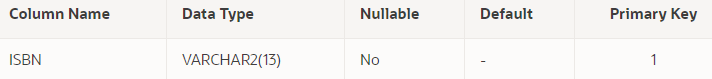 Column Name Data Type Nullable Default Primary Key
ISBN VARCHAR2(13) No - 1